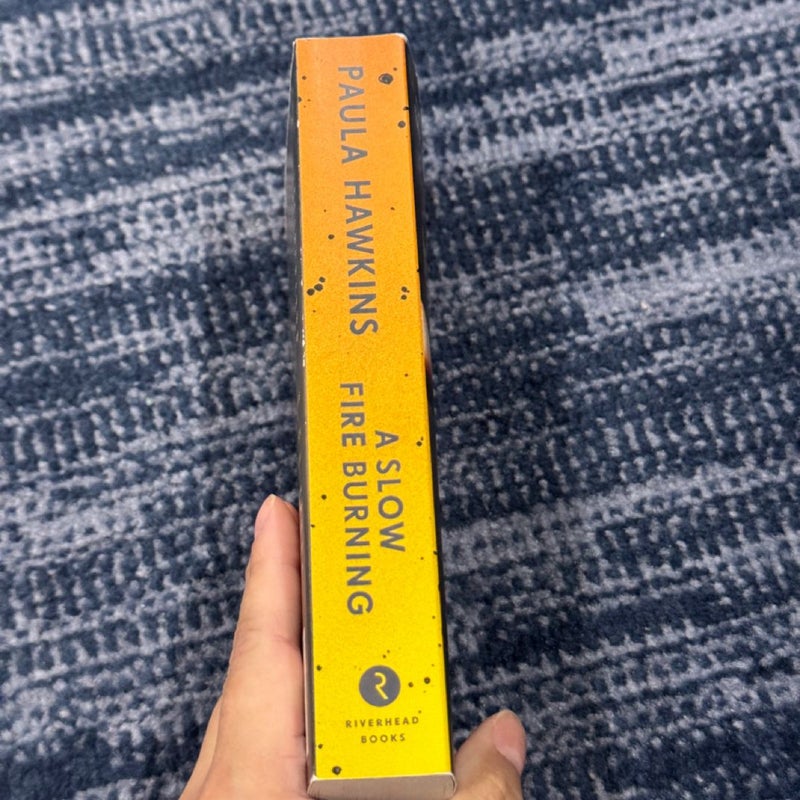 PAULA HAWKINS
A SLOW
FIRE BURNING
R
RIVERHEAD
BOOKS